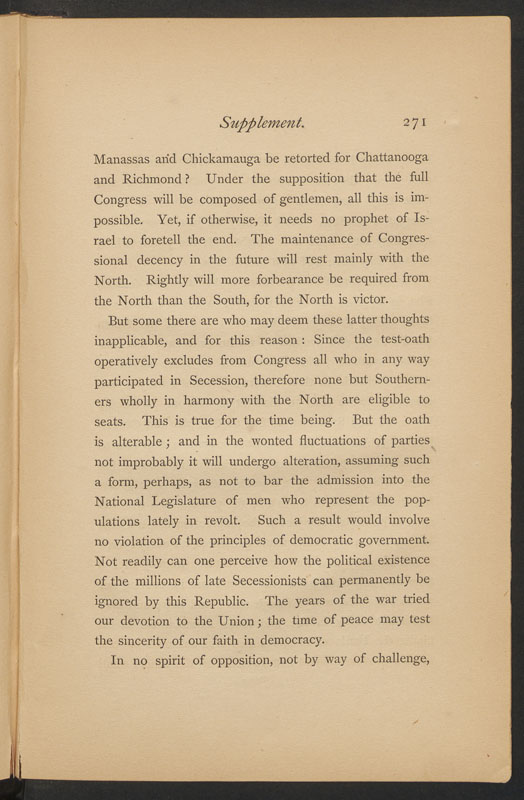 Supplement. 271
Manassas and Chickamauga be retorted for Chattanooga
and Richmond? Under the supposition that the full
Congress will be composed of gentlemen, all this is im-
possible. Yet, if otherwise, it needs no prophet of Is-
rael to foretell the end. The maintenance of Congres-
sional decency in the future will rest mainly with the
North. Rightly will more forbearance be required from
the North than the South, for the North is victor.
But some there are who may deem these latter thoughts
inapplicable, and for this reason: Since the test-oath
operatively excludes from Congress all who in any way
participated in Secession, therefore none but Southern-
ers wholly in harmony with the North are eligible to
seats. This is true for the time being. But the oath
is alterable; and in the wonted fluctuations of parties
not improbably it will undergo alteration, assuming such
a form, perhaps, as not to bar the admission into the
National Legislature of men who represent the pop-
ulations lately in revolt. Such a result would involve
no violation of the principles of democratic government.
Not readily can one perceive how the political existence
of the millions of late Secessionists can permanently be
ignored by this Republic. The years of the war tried
our devotion to the Union; the time of peace may test
the sincerity of our faith in democracy.
In no spirit of opposition, not by way of challenge,